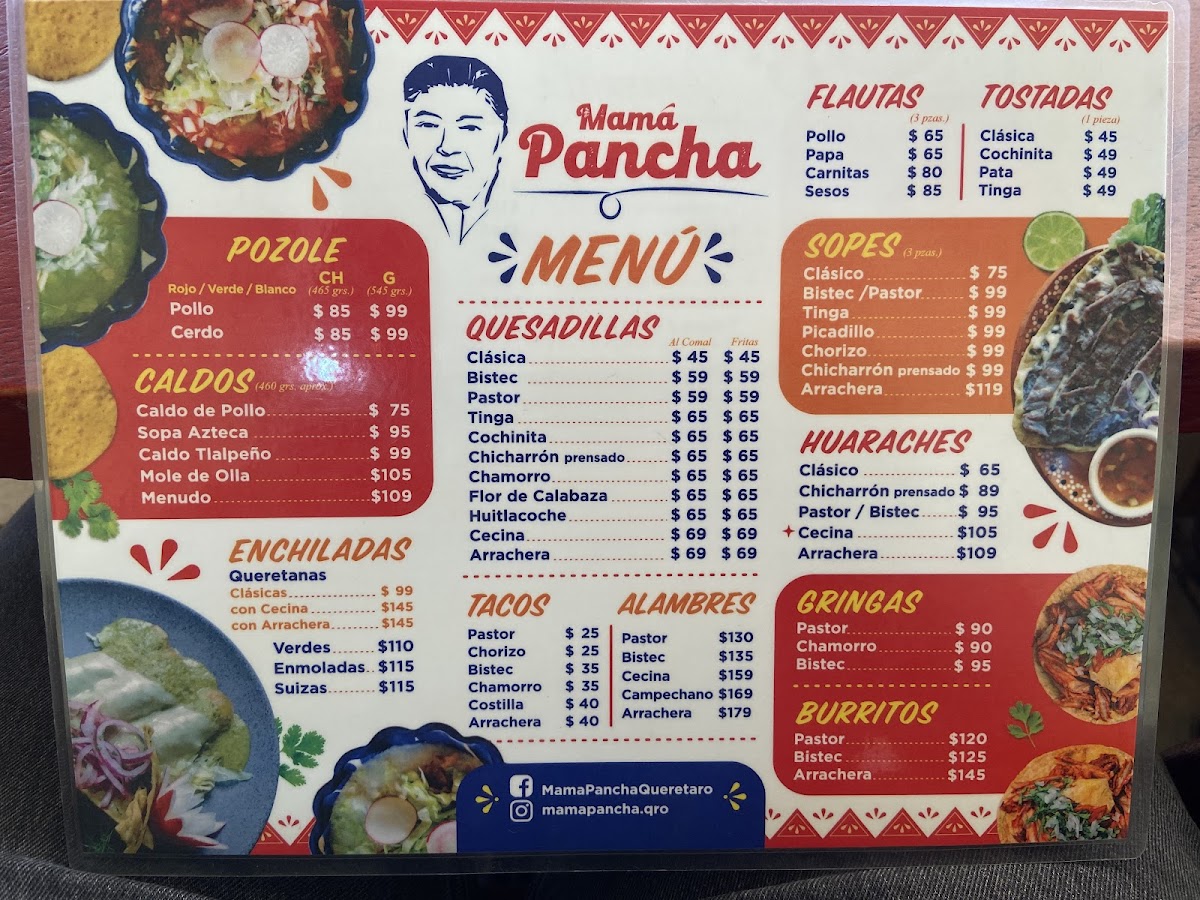 Mamá
Pancha
MENÚ
FLAUTAS
(3 pzas.)
Pollo $ 65
Papa $ 65
Carnitas $ 80
Sesos $ 85
TOSTADAS
(1 pieza)
Clásica $ 45
Cochinita $ 49
Pata $ 49
Tinga $ 49
POZOLE
CH G
Rojo / Verde / Blanco (465 grs.) (545 grs.)
Pollo $ 85 $ 99
Cerdo $ 85 $ 99
CALDOS (460 grs. aprox.)
Caldo de Pollo $ 75
Sopa Azteca $ 95
Caldo Tlalpeño $ 99
Mole de Olla $105
Menudo $109
ENCHILADAS
Queretanas
Clásicas $ 99
con Cecina $145
con Arrachera $145
Verdes $110
Enmoladas $115
Suizas $115
QUESADILLAS
Al Comal Fritas
Clásica $ 45 $ 45
Bistec $ 59 $ 59
Pastor $ 59 $ 59
Tinga $ 65 $ 65
Cochinita $ 65 $ 65
Chicharrón prensado $ 65 $ 65
Chamorro $ 65 $ 65
Flor de Calabaza $ 65 $ 65
Huitlacoche $ 65 $ 65
Cecina $ 69 $ 69
Arrachera $ 69 $ 69
TACOS
Pastor $ 25
Chorizo $ 25
Bistec $ 35
Chamorro $ 35
Costilla $ 40
Arrachera $ 40
ALAMBRES
Pastor $130
Bistec $135
Cecina $159
Campechano $169
Arrachera $179
SOPES (3 pzas.)
Clásico $ 75
Bistec /Pastor $ 99
Tinga $ 99
Picadillo $ 99
Chorizo $ 99
Chicharrón prensado $ 99
Arrachera $119
HUARACHES
Clásico $ 65
Chicharrón prensado $ 89
Pastor / Bistec $ 95
Cecina $105
Arrachera $109
GRINGAS
Pastor $ 90
Chamorro $ 90
Bistec $ 95
BURRITOS
Pastor $120
Bistec $125
Arrachera $145
MamaPanchaQueretaro
mamapancha.qro